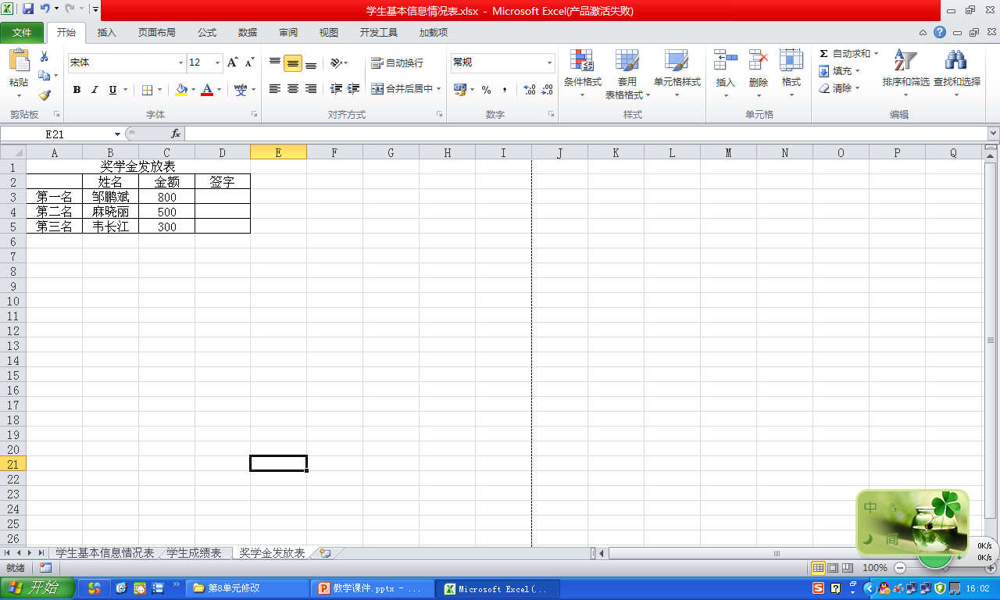 学生基本信息情况表.xlsx - Microsoft Excel(产品激活失败)
文件 开始 插入 页面布局 公式 数据 审阅 视图 开发工具 加载项
宋体 12 自动换行 常规 Σ 自动求和
粘贴 条件格式 套用 表格格式 单元格样式 插入 删除 格式 填充 排序和筛选 查找和选择
B I U A 变 合并后居中 % , 清除
剪贴板 字体 对齐方式 数字 样式 单元格 编辑
E21 fx
A B C D E F G H I J K L M N O P Q
1 奖学金发放表
2 姓名 金额 签字
3 第一名 邹鹏斌 800
4 第二名 麻晓丽 500
5 第三名 韦长江 300
6
7
8
9
10
11
12
13
14
15
16
17
18
19
20
21
22
23
24
25
26
中 °,
简
学生基本信息情况表 学生成绩表 奖学金发放表
0K/s
0K/s
就绪 100%
开始 第8单元修改 教学课件.pptx - ... Microsoft Excel(... 16:02